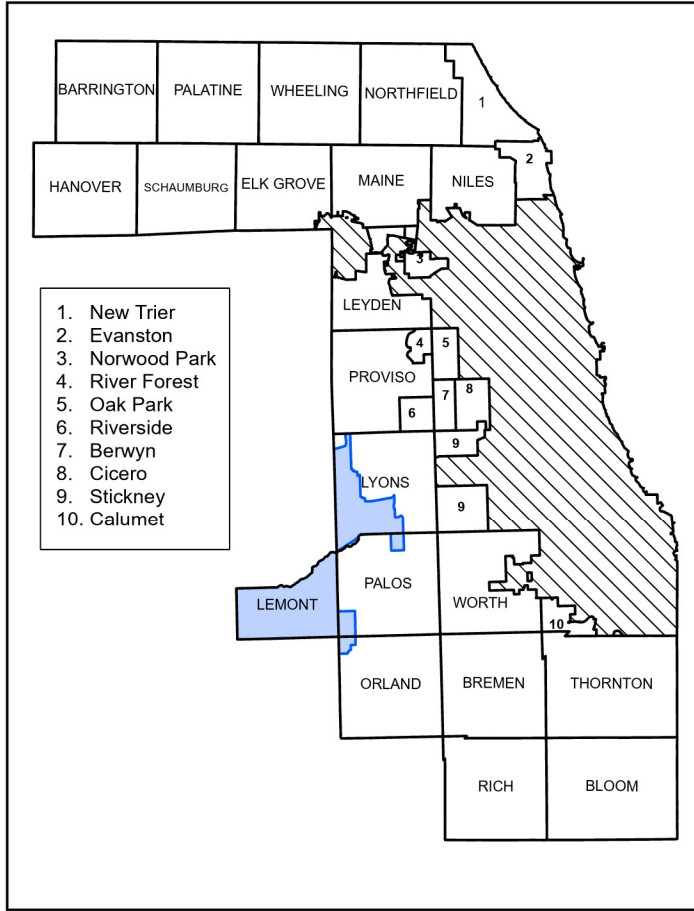 BARRINGTON
PALATINE
WHEELING
NORTHFIELD
1
2
HANOVER
SCHAUMBURG
ELK GROVE
MAINE
NILES
3
LEYDEN
1. New Trier
2. Evanston
3. Norwood Park
4. River Forest
5. Oak Park
6. Riverside
7. Berwyn
8. Cicero
9. Stickney
10. Calumet
4
5
PROVISO
7
8
6
9
LYONS
9
PALOS
LEMONT
WORTH
10
ORLAND
BREMEN
THORNTON
RICH
BLOOM